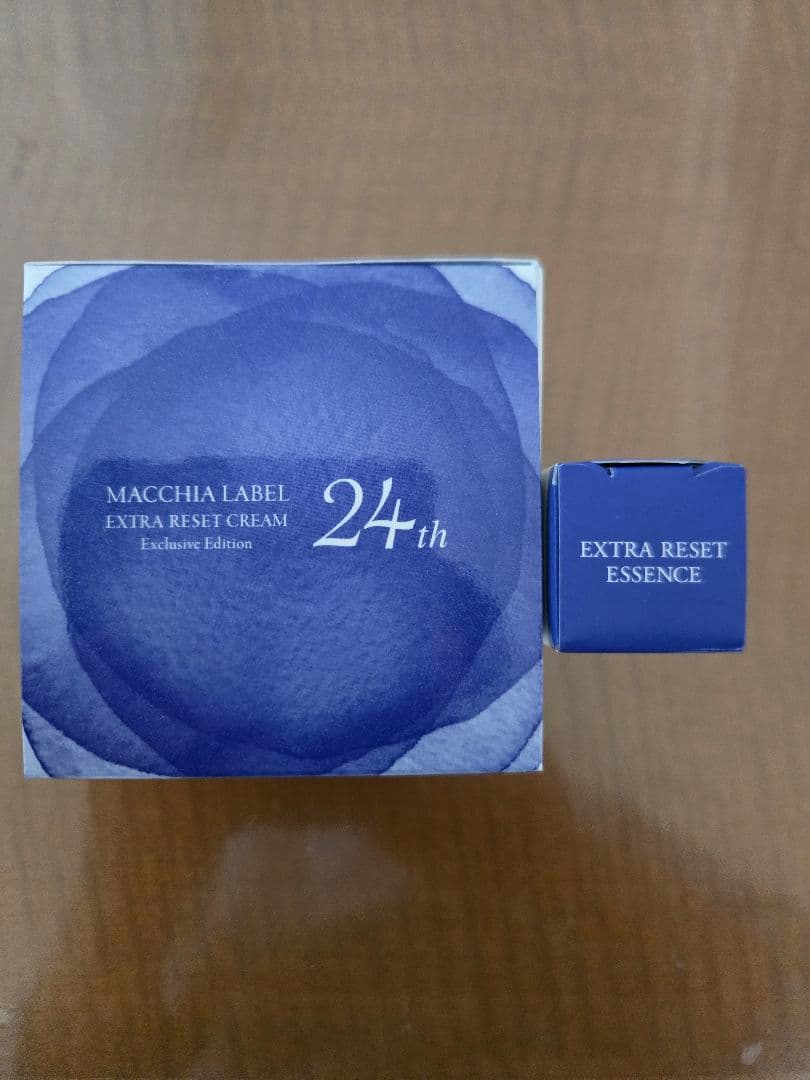 MACCHIA LABEL
EXTRA RESET CREAM
Exclusive Edition
24th
EXTRA RESET
ESSENCE